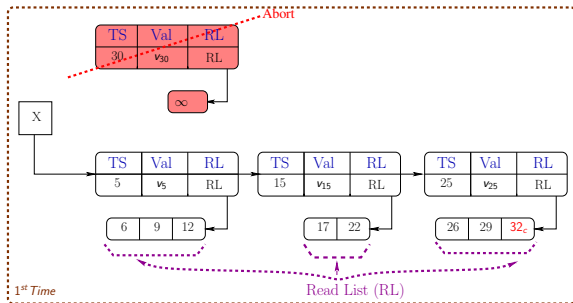 Abort
TS Val RL
30 v30 RL
∞
X
TS Val RL TS Val RL TS Val RL
5 v5 RL 15 v15 RL 25 v25 RL
6 9 12 17 22 26 29 32c
1st Time
Read List (RL)